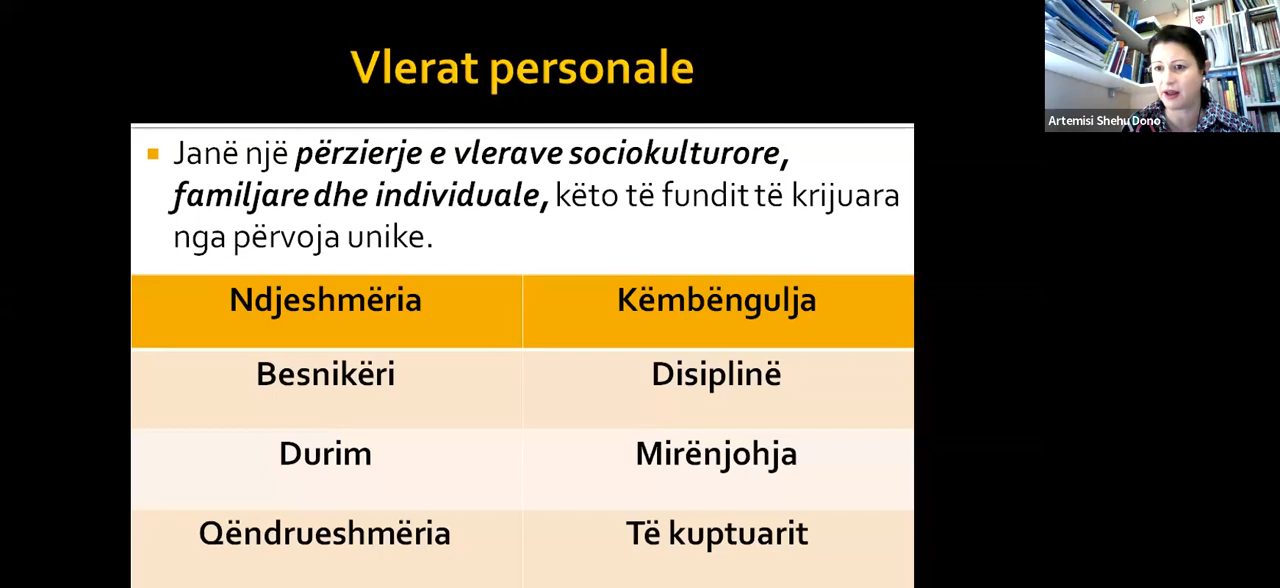 Vlerat personale
Artemisi Shehu Dono
Janë një përzierje e vlerave sociokulturore,
familjare dhe individuale, këto të fundit të krijuara
nga përvoja unike.
Ndjeshmëria Këmbëngulja
Besnikëri Disiplinë
Durim Mirënjohja
Qëndrueshmëria Të kuptuarit